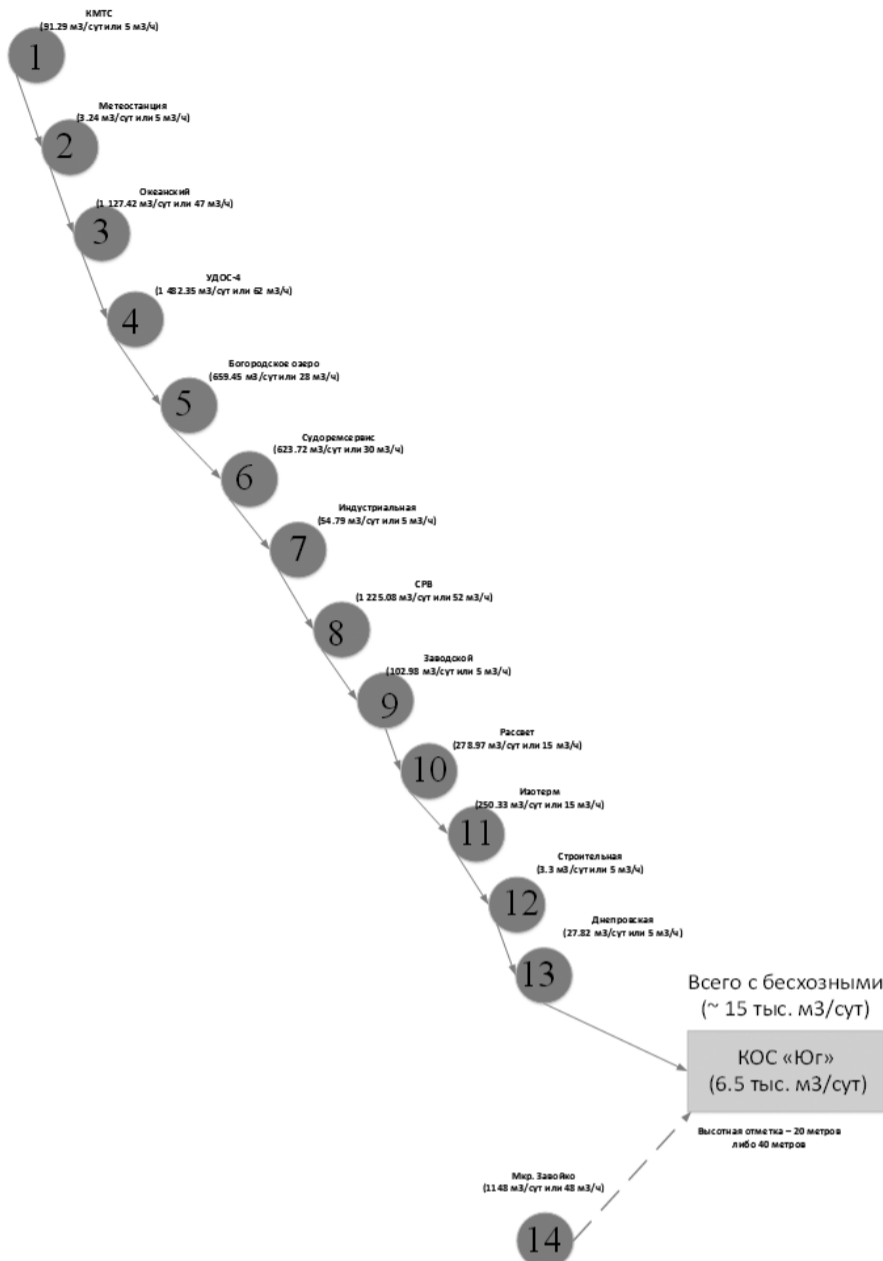 КМТС
(91.29 м3/сут или 5 м3/ч)
1
Метеостанция
(3.24 м3/сут или 5 м3/ч)
2
Океанский
(1 127.42 м3/сут или 47 м3/ч)
3
УДОС-4
(1 482.35 м3/сут или 62 м3/ч)
4
Богородское озеро
(659.45 м3/сут или 28 м3/ч)
5
Судоремсервис
(623.72 м3/сут или 30 м3/ч)
6
Индустриальная
(54.79 м3/сут или 5 м3/ч)
7
СРВ
(1 225.08 м3/сут или 52 м3/ч)
8
Заводской
(102.98 м3/сут или 5 м3/ч)
9
Рассвет
(278.97 м3/сут или 15 м3/ч)
10
Изотерм
(250.33 м3/сут или 15 м3/ч)
11
Строительная
(3.3 м3/сут или 5 м3/ч)
12
Днепровская
(27.82 м3/сут или 5 м3/ч)
13
Всего с бесхозными
(~ 15 тыс. м3/сут)
КОС «Юг»
(6.5 тыс. м3/сут)
Высотная отметка – 20 метров
либо 40 метров
Мкр. Завойко
(1148 м3/сут или 48 м3/ч)
14